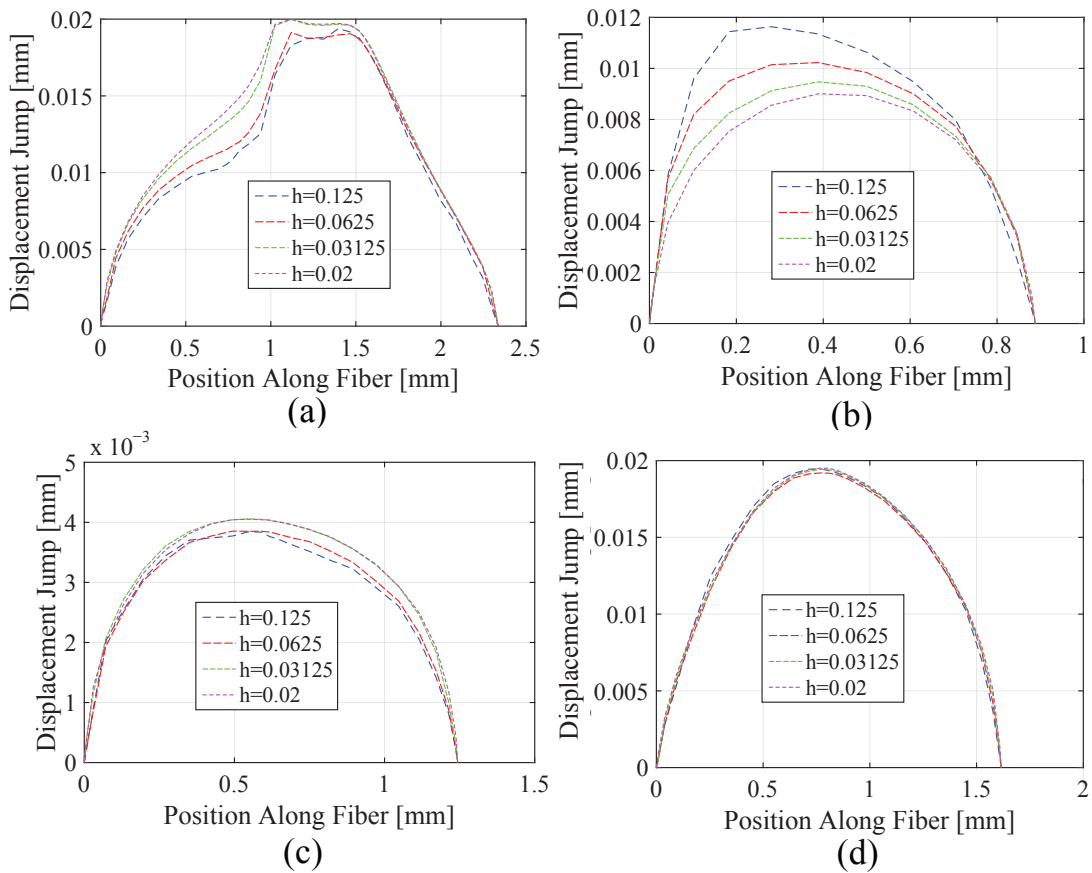 0.02
0.015
0.01
0.005
0
Displacement Jump [mm]
h=0.125
h=0.0625
h=0.03125
h=0.02
0 0.5 1 1.5 2 2.5
Position Along Fiber [mm]
(a)
0.012
0.01
0.008
0.006
0.004
0.002
0
Displacement Jump [mm]
h=0.125
h=0.0625
h=0.03125
h=0.02
0 0.2 0.4 0.6 0.8 1
Position Along Fiber [mm]
(b)
x 10⁻³
5
4
3
2
1
0
Displacement Jump [mm]
h=0.125
h=0.0625
h=0.03125
h=0.02
0 0.5 1 1.5
Position Along Fiber [mm]
(c)
0.02
0.015
0.01
0.005
0
Displacement Jump [mm]
h=0.125
h=0.0625
h=0.03125
h=0.02
0 0.5 1 1.5 2
Position Along Fiber [mm]
(d)